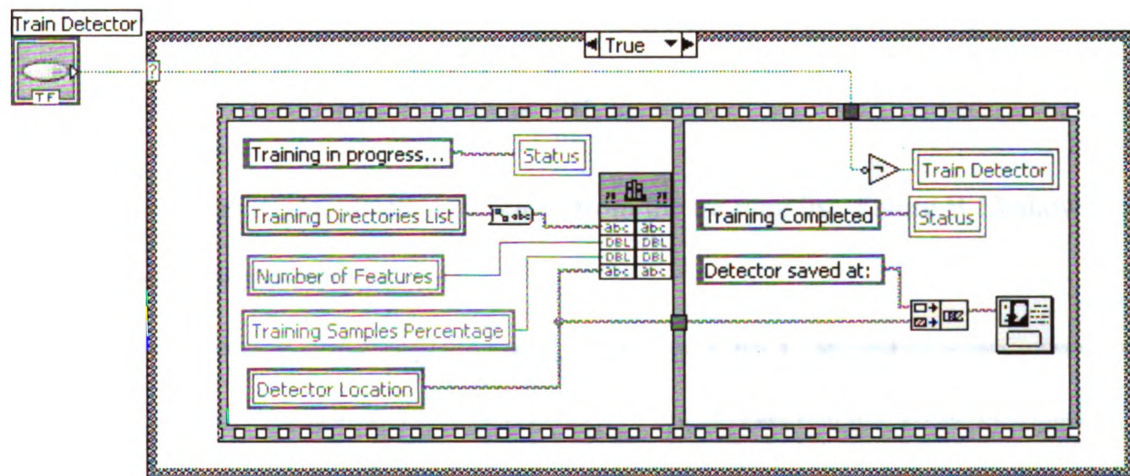 Train Detector
TF
True
?
Training in progress...
Status
Training Directories List
abc
?! ?!
abc abc
DBL DBL
DBL DBL
abc abc
Number of Features
Training Samples Percentage
Detector Location
Train Detector
Training Completed
Status
Detector saved at: